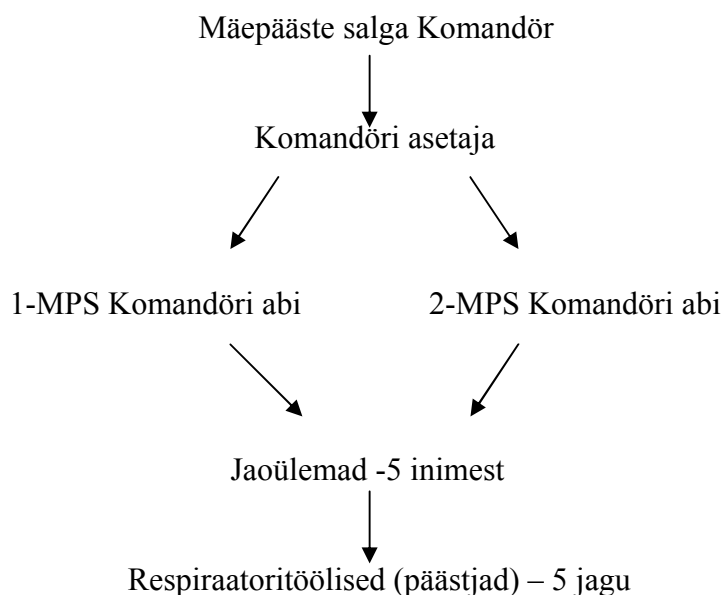 Mäepääste salga Komandör
Komandöri asetaja
1-MPS Komandöri abi
2-MPS Komandöri abi
Jaoülemad -5 inimest
Respiraatoritöölised (päästjad) – 5 jagu